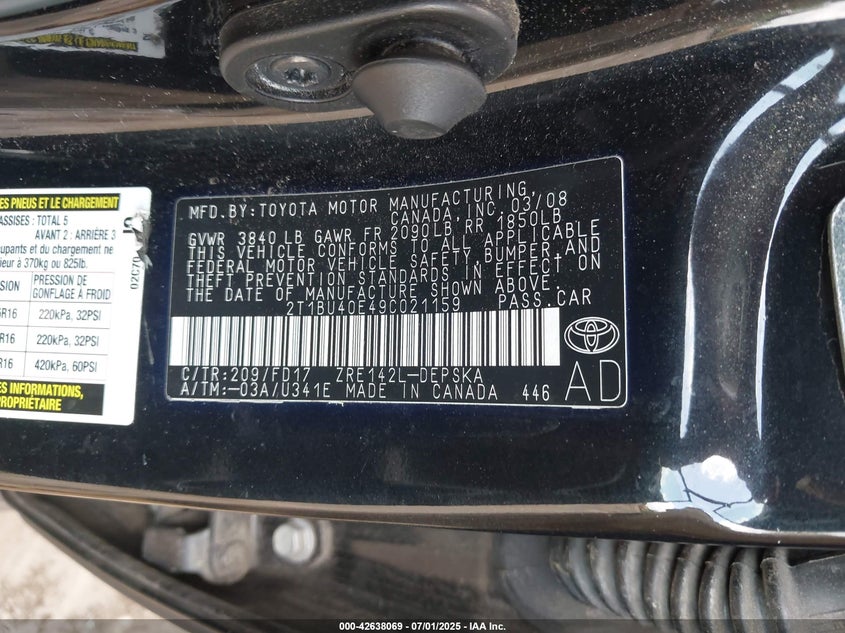 ES PNEUS ET LE CHARGEMENT
ASSISES : TOTAL 5
AVANT 2 : ARRIÈRE 3
upants et du chargement ne
rieur à 370kg ou 825lb.
PRESSION DE
GONFLAGE À FROID
R16 220kPa, 32PSI
R16 220kPa, 32PSI
R16 420kPa, 60PSI
ES INFORMATIONS,
PROPRIÉTAIRE
MFD.BY:TOYOTA MOTOR MANUFACTURING,
CANADA,INC. 03/08
GVWR 3840 LB GAWR FR 2090LB RR 1850LB
THIS VEHICLE CONFORMS TO ALL APPLICABLE
FEDERAL MOTOR VEHICLE SAFETY,BUMPER,AND
THEFT PREVENTION STANDARDS IN EFFECT ON
THE DATE OF MANUFACTURE SHOWN ABOVE.
2T1BU40E49C021159 PASS.CAR
C/TR:209/FD17 ZRE142L-DEPSKA
A/TM:-03A/U341E MADE IN CANADA 446
AD
000-42638069 - 07/01/2025 - IAA Inc.